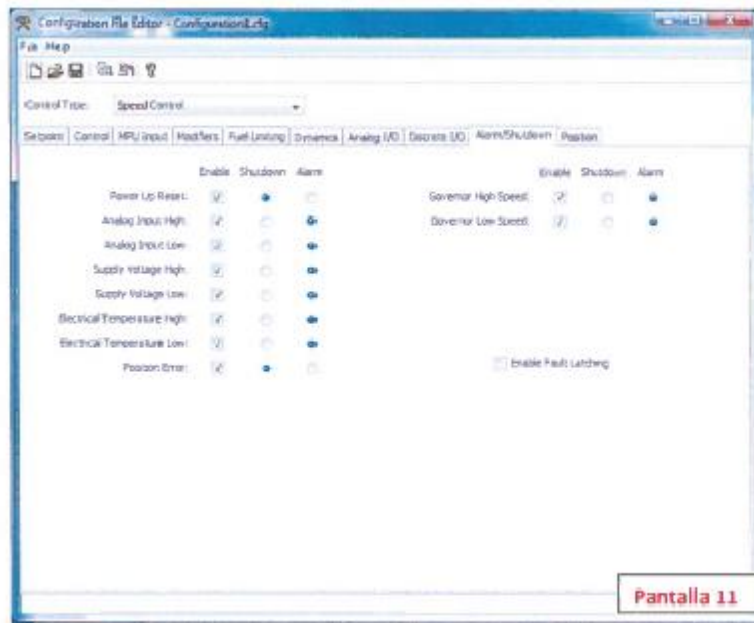 Configuration File Editor - Configuration1.cfg
File Help
Control Type: Speed Control
Setpoint Control MPU Input Modifiers Fuel Limiting Dynamics Analog I/O Discrete I/O Alarm/Shutdown Position
Enable Shutdown Alarm
Power Up Reset:
Analog Input High:
Analog Input Low:
Supply Voltage High:
Supply Voltage Low:
Electrical Temperature High:
Electrical Temperature Low:
Position Error:
Enable Shutdown Alarm
Governor High Speed:
Governor Low Speed:
Enable Fault Latching
Pantalla 11